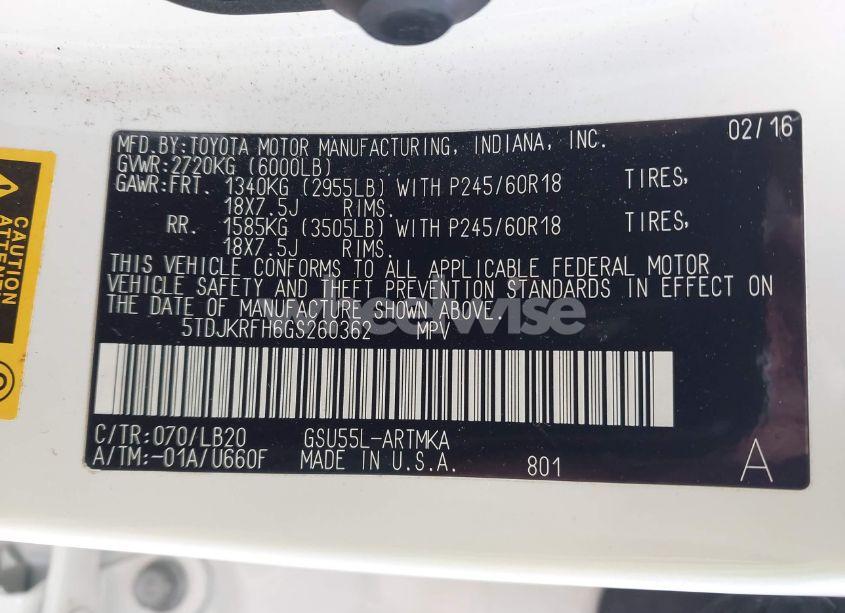 MFD.BY:TOYOTA MOTOR MANUFACTURING, INDIANA, INC. 02/16
GVWR:2720KG (6000LB)
GAWR:FRT. 1340KG (2955LB) WITH P245/60R18 TIRES,
18X7.5J RIMS.
RR. 1585KG (3505LB) WITH P245/60R18 TIRES,
18X7.5J RIMS.
THIS VEHICLE CONFORMS TO ALL APPLICABLE FEDERAL MOTOR
VEHICLE SAFETY AND THEFT PREVENTION STANDARDS IN EFFECT ON
THE DATE OF MANUFACTURE SHOWN ABOVE.
5TDJKRFH6GS260362 MPV
C/TR:070/LB20 GSU55L-ARTMKA
A/TM:-01A/U660F MADE IN U.S.A. 801 A
CAUTION